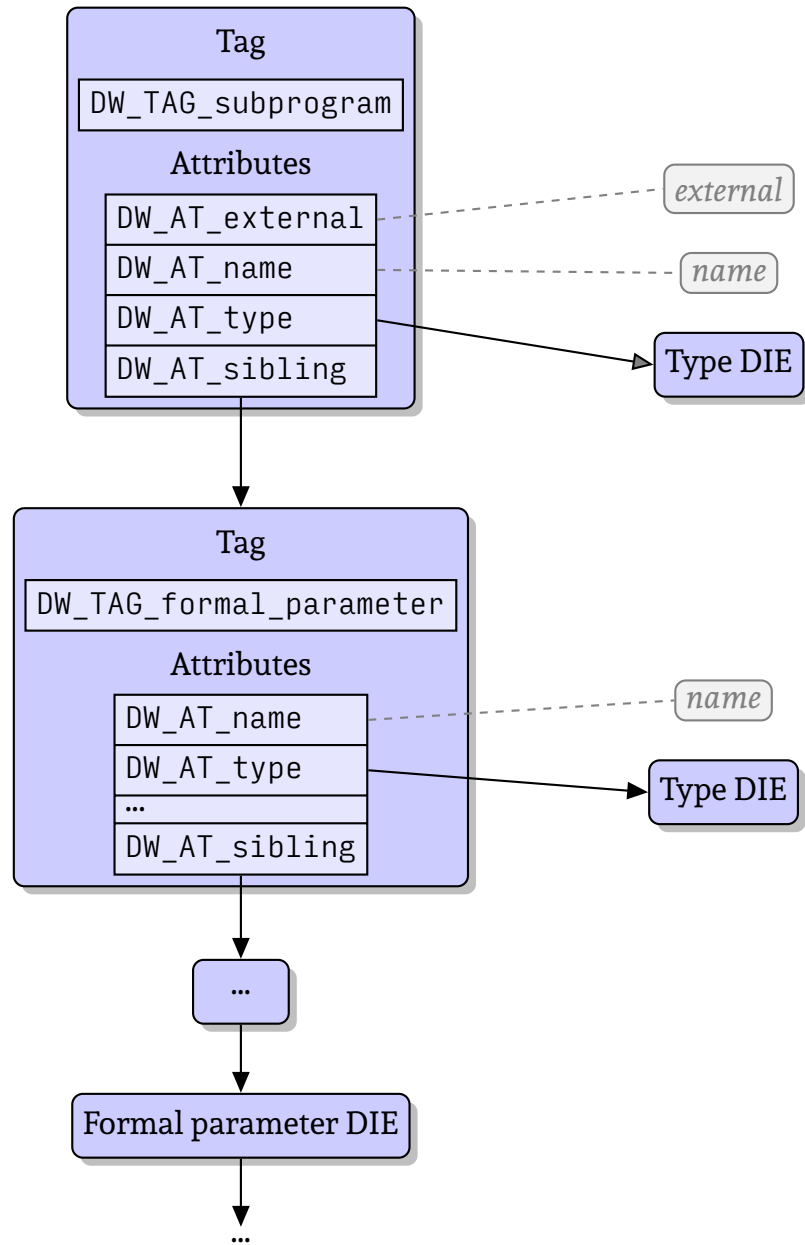 Tag
DW_TAG_subprogram
Attributes
DW_AT_external
external
DW_AT_name
name
DW_AT_type
Type DIE
DW_AT_sibling
Tag
DW_TAG_formal_parameter
Attributes
DW_AT_name
name
DW_AT_type
Type DIE
…
DW_AT_sibling
…
Formal parameter DIE
…